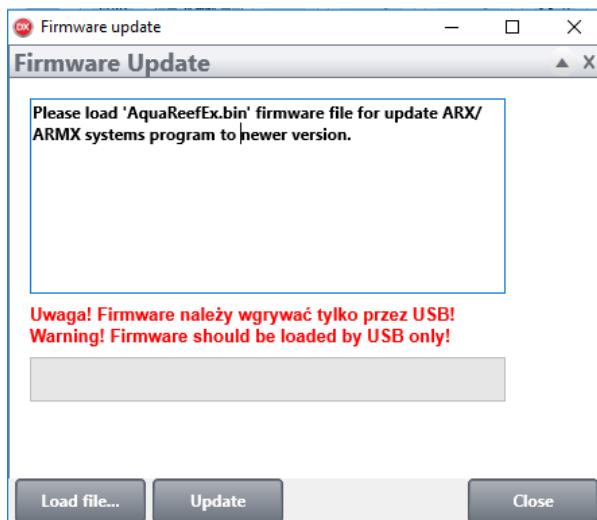 DX Firmware update
Firmware Update
X
Please load 'AquaReefEx.bin' firmware file for update ARX/
ARMX systems program to newer version.
Uwaga! Firmware należy wgrywać tylko przez USB!
Warning! Firmware should be loaded by USB only!
Load file... Update Close